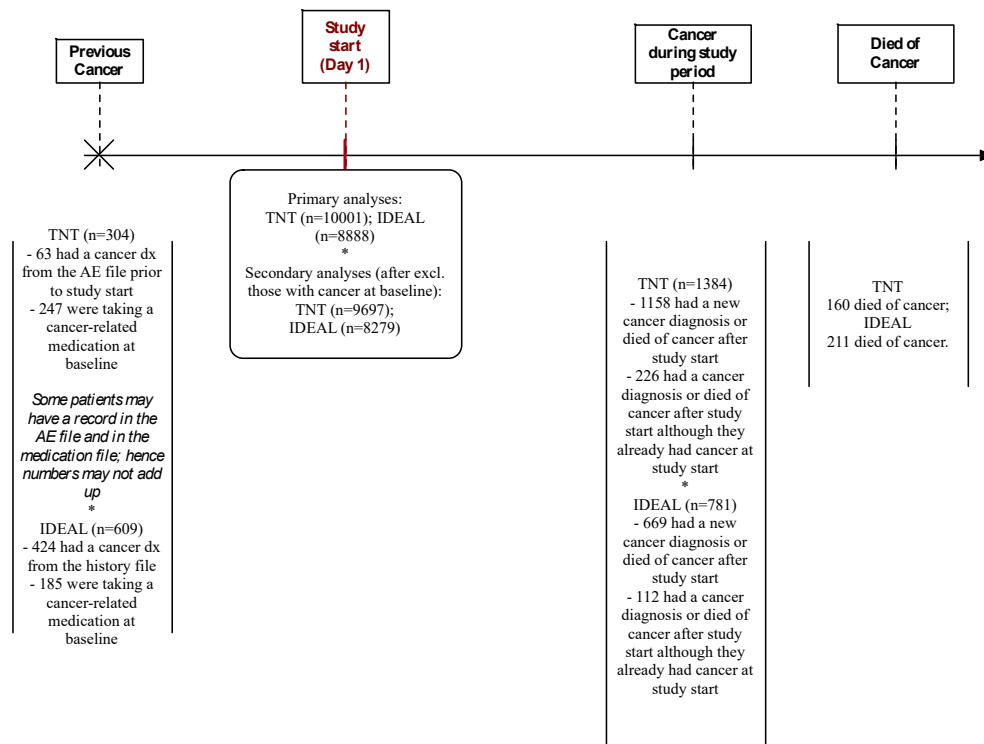 Previous
Cancer
Study
start
(Day 1)
Cancer
during study
period
Died of
Cancer
TNT (n=304)
- 63 had a cancer dx
from the AE file prior
to study start
- 247 were taking a
cancer-related
medication at
baseline
Some patients may
have a record in the
AE file and in the
medication file; hence
numbers may not add
up
*
IDEAL (n=609)
- 424 had a cancer dx
from the history file
- 185 were taking a
cancer-related
medication at
baseline
Primary analyses:
TNT (n=10001); IDEAL
(n=8888)
*
Secondary analyses (after excl.
those with cancer at baseline):
TNT (n=9697);
IDEAL (n=8279)
TNT (n=1384)
- 1158 had a new
cancer diagnosis or
died of cancer after
study start
- 226 had a cancer
diagnosis or died of
cancer after study
start although they
already had cancer at
study start
*
IDEAL (n=781)
- 669 had a new
cancer diagnosis or
died of cancer after
study start
- 112 had a cancer
diagnosis or died of
cancer after study
start although they
already had cancer at
study start
TNT
160 died of cancer;
IDEAL
211 died of cancer.